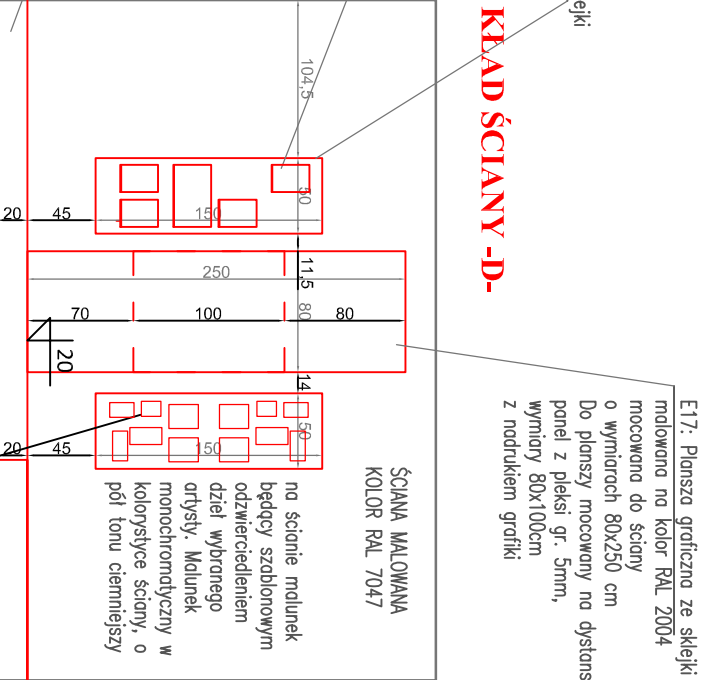 ejki
KŁAD ŚCIANY -D-
E17: Plansza graficzna ze sklejki
malowana na kolor RAL 2004
mocowana do ściany
o wymiarach 80x250 cm
Do planszy mocowany na dystans
panel z pleksi gr. 5mm,
wymiary 80x100cm
z nadrukiem grafiki
ŚCIANA MALOWANA
KOLOR RAL 7047
na ścianie malunek
będący szablonowym
odzwierciedleniem
dzieł wybranego
artysty. Malunek
monochromatyczny w
kolorystyce ściany, o
pół tonu ciemniejszy
104,5
50
150
20
45
11,5
250
80
70
100
80
20
14
50
150
20
45